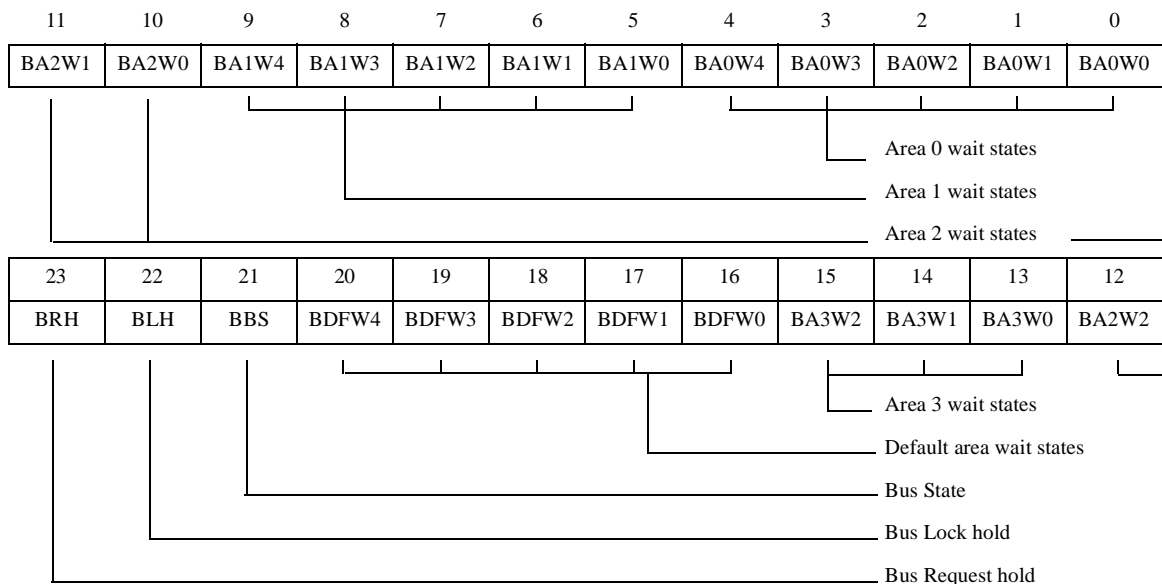 11 10 9 8 7 6 5 4 3 2 1 0
BA2W1 BA2W0 BA1W4 BA1W3 BA1W2 BA1W1 BA1W0 BA0W4 BA0W3 BA0W2 BA0W1 BA0W0
Area 0 wait states
Area 1 wait states
Area 2 wait states
23 22 21 20 19 18 17 16 15 14 13 12
BRH BLH BBS BDFW4 BDFW3 BDFW2 BDFW1 BDFW0 BA3W2 BA3W1 BA3W0 BA2W2
Area 3 wait states
Default area wait states
Bus State
Bus Lock hold
Bus Request hold